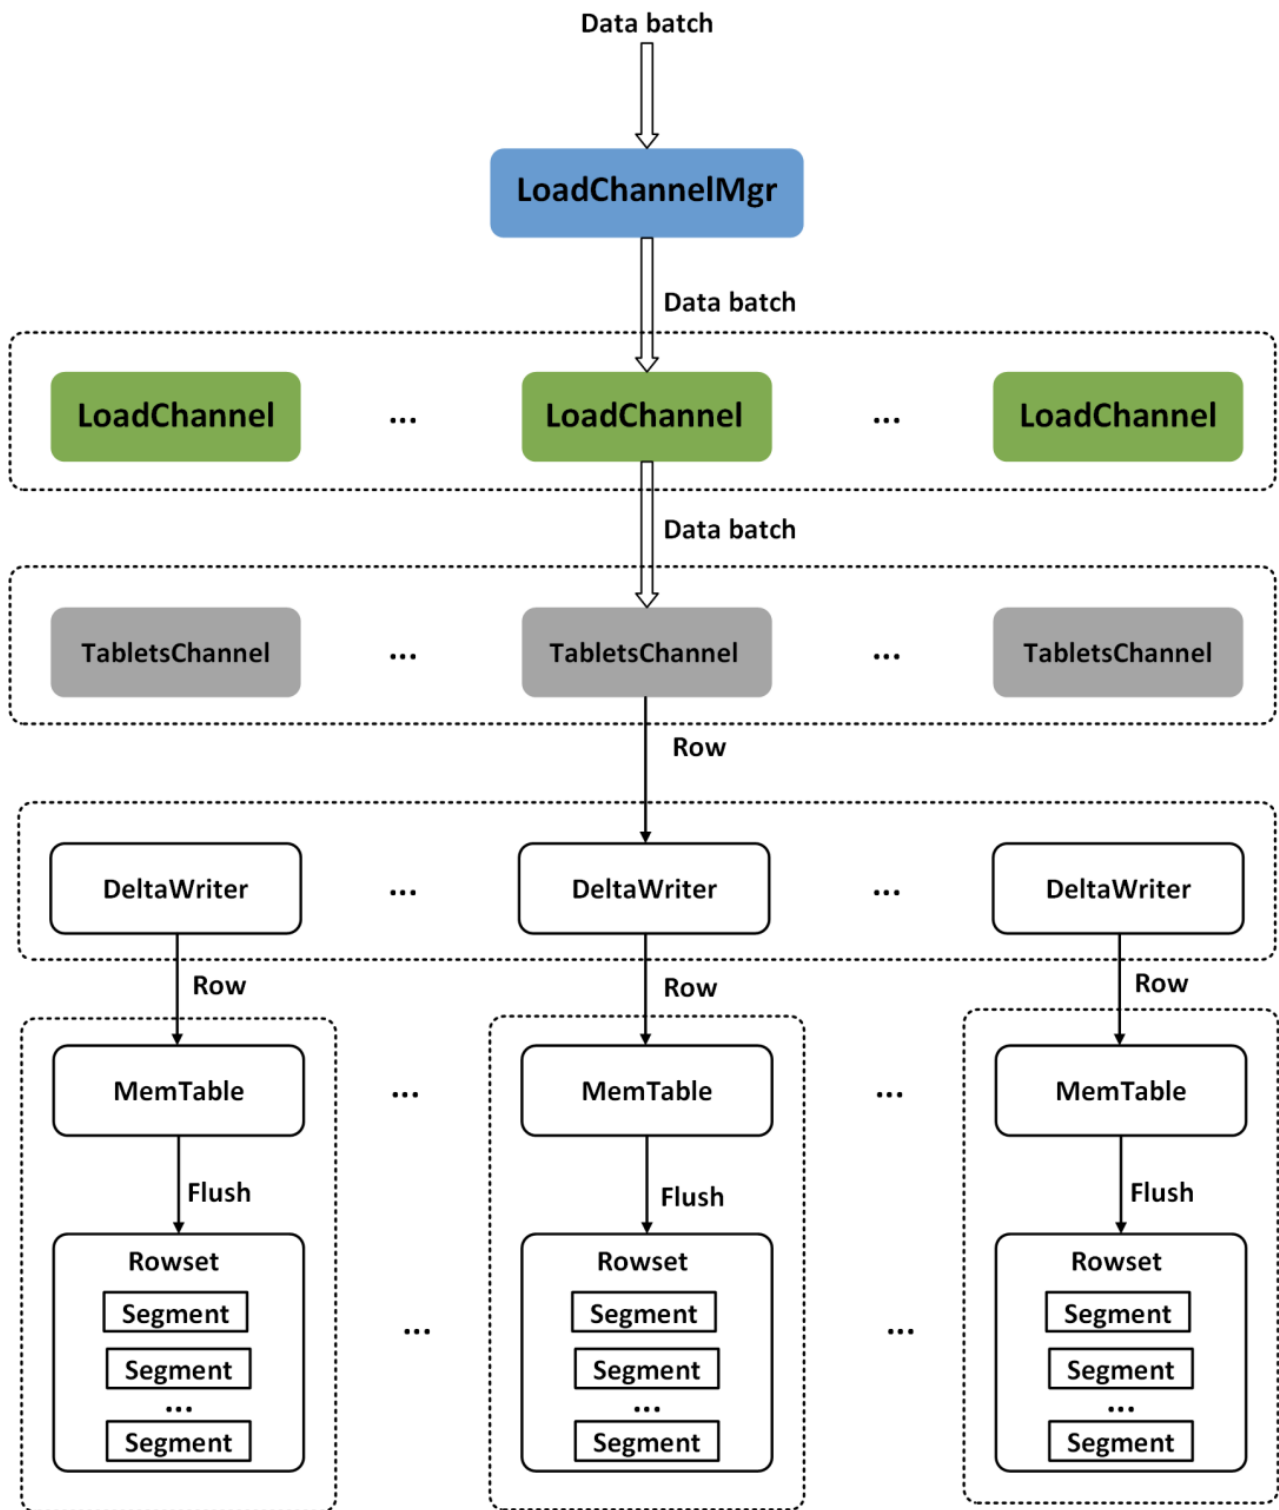 Data batch
LoadChannelMgr
Data batch
LoadChannel
...
LoadChannel
...
LoadChannel
Data batch
TabletsChannel
...
TabletsChannel
...
TabletsChannel
Row
DeltaWriter
...
DeltaWriter
...
DeltaWriter
Row
Row
Row
MemTable
...
MemTable
...
MemTable
Flush
Flush
Flush
Rowset
Segment
Segment
...
Segment
...
Rowset
Segment
Segment
...
Segment
...
Rowset
Segment
Segment
...
Segment